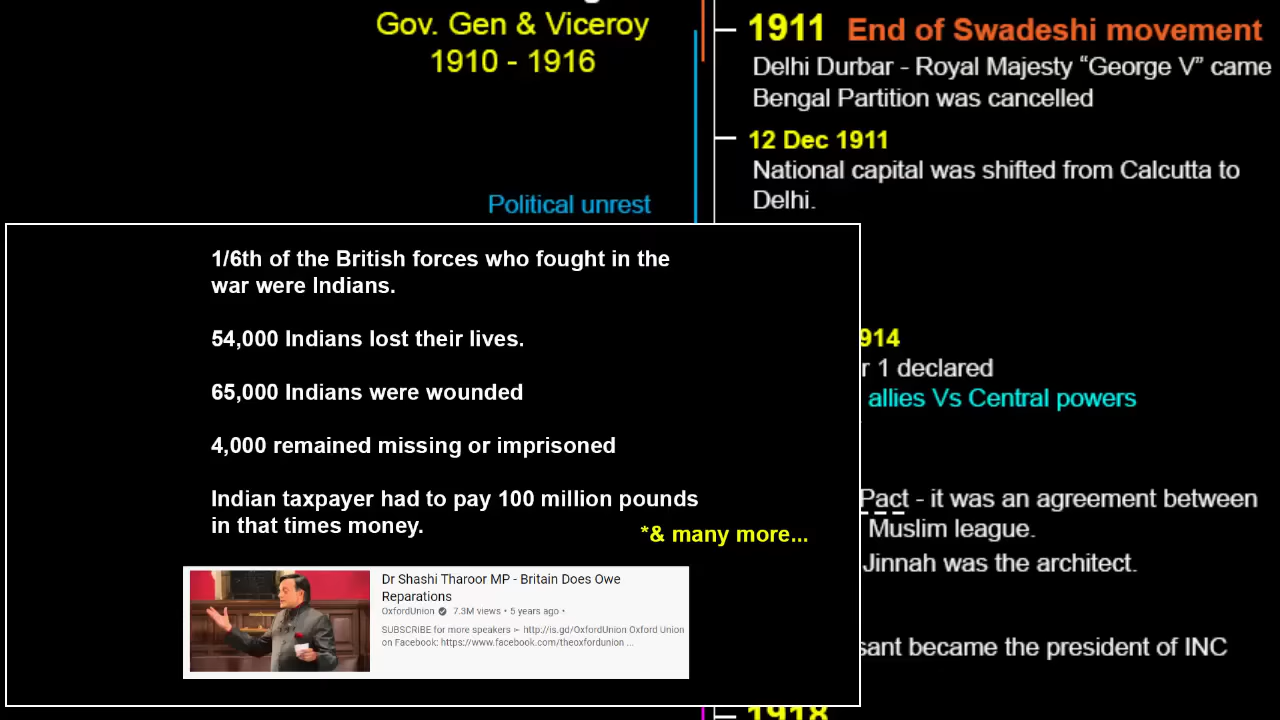 Gov. Gen & Viceroy
1910 - 1916
1911 End of Swadeshi movement
Delhi Durbar - Royal Majesty “George V” came
Bengal Partition was cancelled
12 Dec 1911
National capital was shifted from Calcutta to
Delhi.
Political unrest
1/6th of the British forces who fought in the
war were Indians.
54,000 Indians lost their lives.
65,000 Indians were wounded
4,000 remained missing or imprisoned
Indian taxpayer had to pay 100 million pounds
in that times money.
*& many more...
Dr Shashi Tharoor MP - Britain Does Owe
Reparations
OxfordUnion 7.3M views • 5 years ago •
SUBSCRIBE for more speakers ► http://is.gd/OxfordUnion Oxford Union
on Facebook: https://www.facebook.com/theoxfordunion ...
914
r 1 declared
allies Vs Central powers
Pact - it was an agreement between
Muslim league.
Jinnah was the architect.
sant became the president of INC
1918